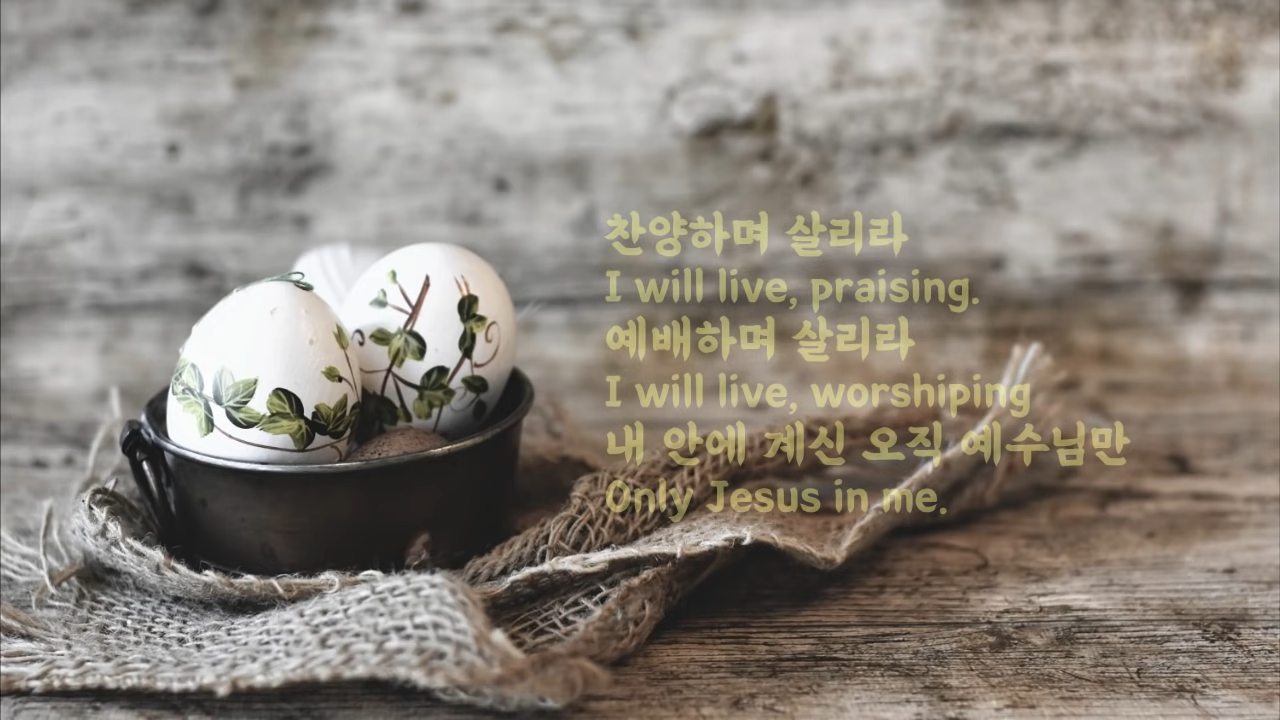 찬양하며 살리라
I will live, praising.
예배하며 살리라
I will live, worshiping
내 안에 계신 오직 예수님만
Only Jesus in me.